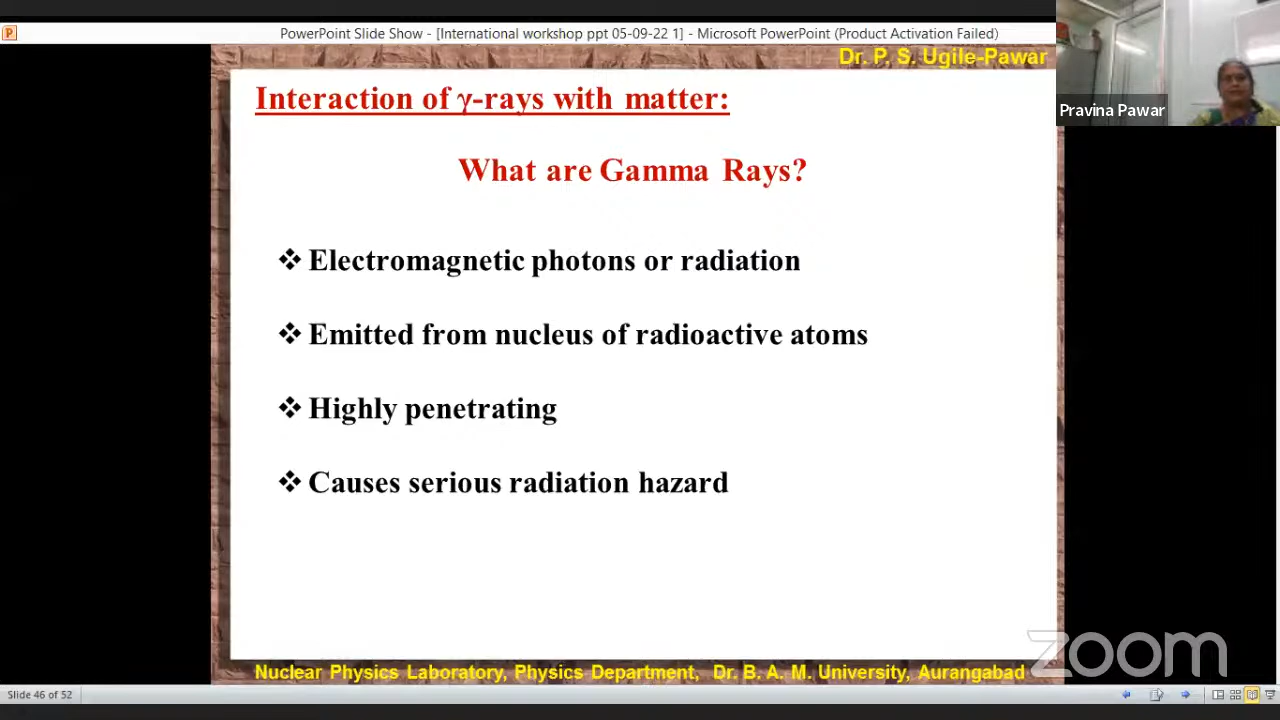 PowerPoint Slide Show - [International workshop ppt 05-09-22 1] - Microsoft PowerPoint (Product Activation Failed)
Dr. P. S. Ugile-Pawar
Pravina Pawar
Interaction of γ-rays with matter:
What are Gamma Rays?
❖ Electromagnetic photons or radiation
❖ Emitted from nucleus of radioactive atoms
❖ Highly penetrating
❖ Causes serious radiation hazard
zoom
Nuclear Physics Laboratory, Physics Department, Dr. B. A. M. University, Aurangabad
Slide 46 of 52